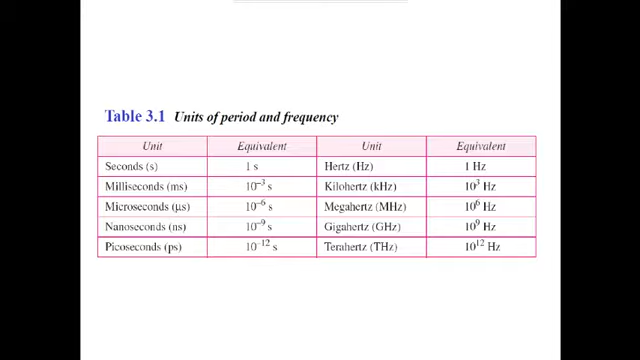 Table 3.1 Units of period and frequency
Unit Equivalent Unit Equivalent
Seconds (s) 1 s Hertz (Hz) 1 Hz
Milliseconds (ms) 10⁻³ s Kilohertz (kHz) 10³ Hz
Microseconds (μs) 10⁻⁶ s Megahertz (MHz) 10⁶ Hz
Nanoseconds (ns) 10⁻⁹ s Gigahertz (GHz) 10⁹ Hz
Picoseconds (ps) 10⁻¹² s Terahertz (THz) 10¹² Hz